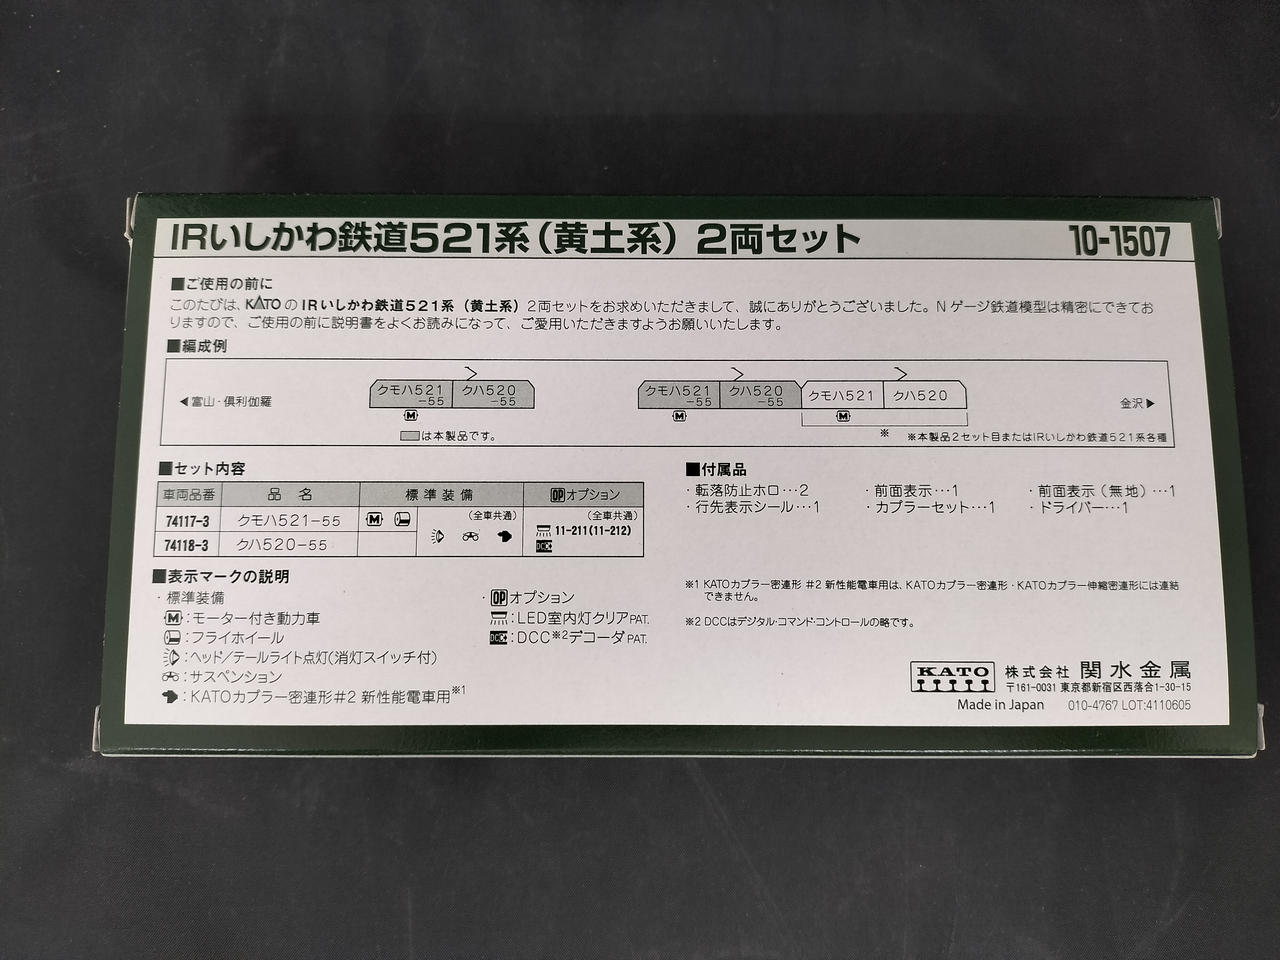 IRいしかわ鉄道521系(黄土系) 2両セット 10-1507
■ご使用の前に
このたびは、KATOのIRいしかわ鉄道521系(黄土系)2両セットをお求めいただきまして、誠にありがとうございました。Nゲージ鉄道模型は精密にできてお
りますので、ご使用の前に説明書をよくお読みになって、ご愛用いただきますようお願いいたします。
■編成例
◀富山・倶利伽羅 クモハ521 クハ520 クモハ521 クハ520 クモハ521 クハ520 金沢▶
-55 -55 -55 -55
M M M
は本製品です。 ※ ※本製品2セット目またはIRいしかわ鉄道521系各種
■セット内容
車両品番 品 名 標準装備 OPオプション
74117-3 クモハ521-55 M (全車共通) (全車共通)
11-211(11-212)
74118-3 クハ520-55 DCC
■付属品
・転落防止ホロ…2 ・前面表示…1 ・前面表示(無地)…1
・行先表示シール…1 ・カプラーセット…1 ・ドライバー…1
■表示マークの説明
・標準装備
M:モーター付き動力車
:フライホイール
:ヘッド/テールライト点灯(消灯スイッチ付)
:サスペンション
:KATOカプラー密連形#2 新性能電車用※1
・OPオプション
:LED室内灯クリアPAT.
DCC:DCC※2デコーダPAT.
※1 KATOカプラー密連形 #2 新性能電車用は、KATOカプラー密連形・KATOカプラー伸縮密連形には連結
できません。
※2 DCCはデジタル・コマンド・コントロールの略です。
KATO 株式会社 関水金属
〒161-0031 東京都新宿区西落合1-30-15
Made in Japan 010-4767 LOT:4110605